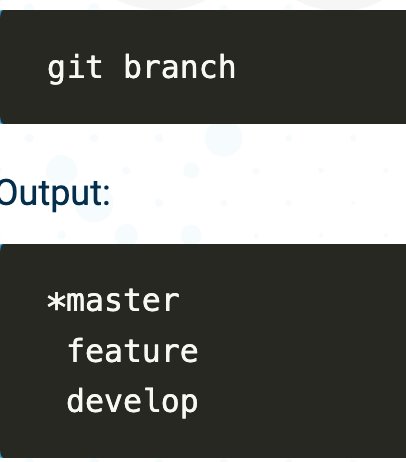 git branch
Output:
*master
feature
develop